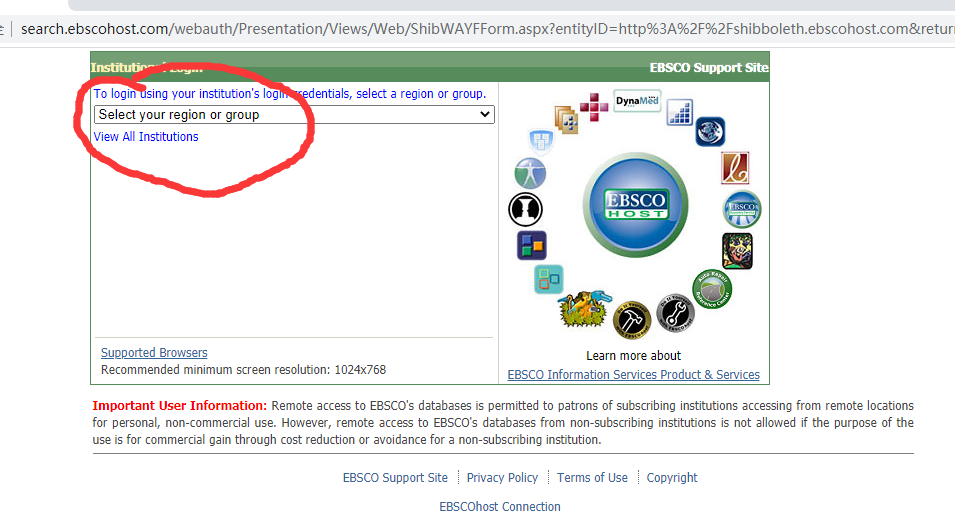 search.ebscohost.com/webauth/Presentation/Views/Web/ShibWAYFForm.aspx?entityID=http%3A%2F%2Fshibboleth.ebscohost.com&return
Institutional Login
EBSCO Support Site
To login using your institution's login credentials, select a region or group.
Select your region or group
View All Institutions
DynaMed
EBSCO
HOST
EBSCO
Auto Repair
Reference Center
Supported Browsers
Recommended minimum screen resolution: 1024x768
Learn more about
EBSCO Information Services Product & Services
Important User Information: Remote access to EBSCO's databases is permitted to patrons of subscribing institutions accessing from remote locations
for personal, non-commercial use. However, remote access to EBSCO's databases from non-subscribing institutions is not allowed if the purpose of the
use is for commercial gain through cost reduction or avoidance for a non-subscribing institution.
EBSCO Support Site
Privacy Policy
Terms of Use
Copyright
EBSCOhost Connection